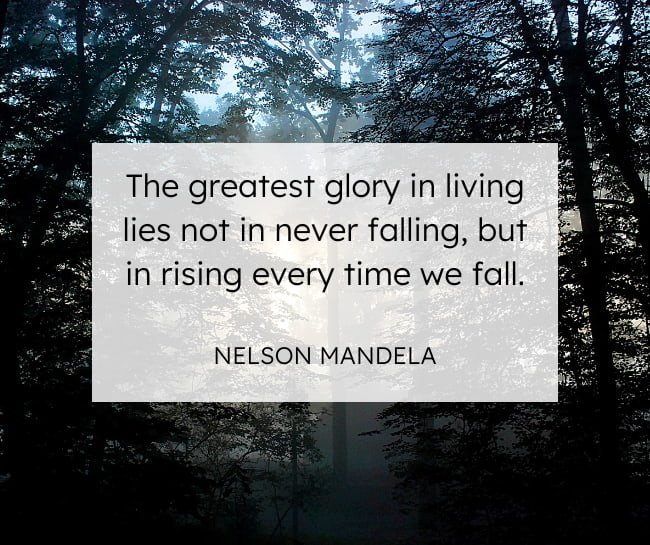 The greatest glory in living
lies not in never falling, but
in rising every time we fall.
NELSON MANDELA